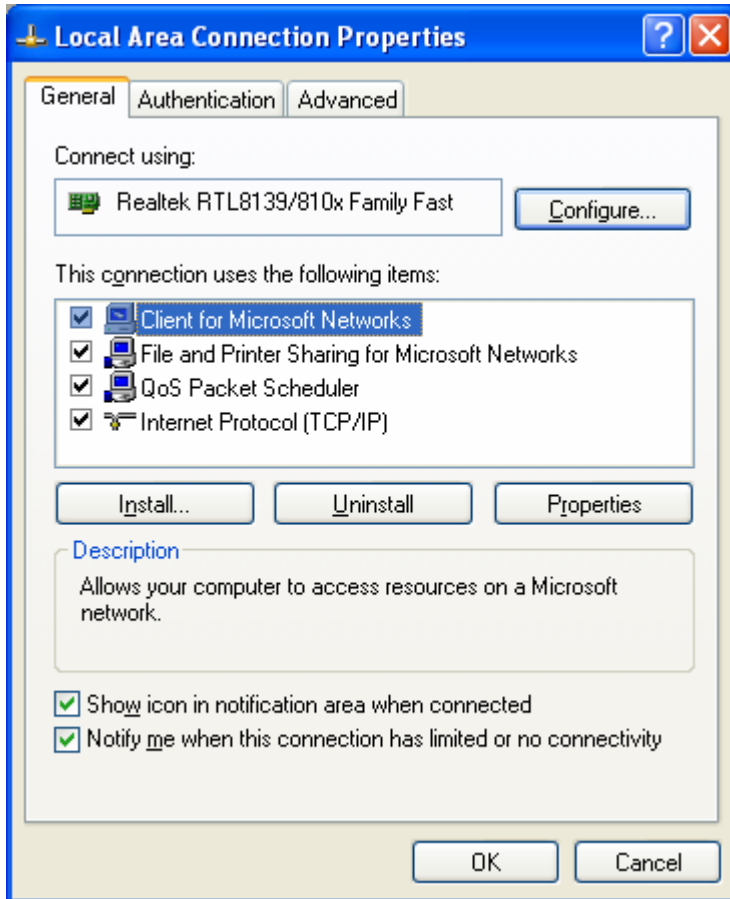 Local Area Connection Properties
General
Authentication
Advanced
Connect using:
Realtek RTL8139/810x Family Fast
Configure...
This connection uses the following items:
Client for Microsoft Networks
File and Printer Sharing for Microsoft Networks
QoS Packet Scheduler
Internet Protocol (TCP/IP)
Install...
Uninstall
Properties
Description
Allows your computer to access resources on a Microsoft
network.
Show icon in notification area when connected
Notify me when this connection has limited or no connectivity
OK
Cancel